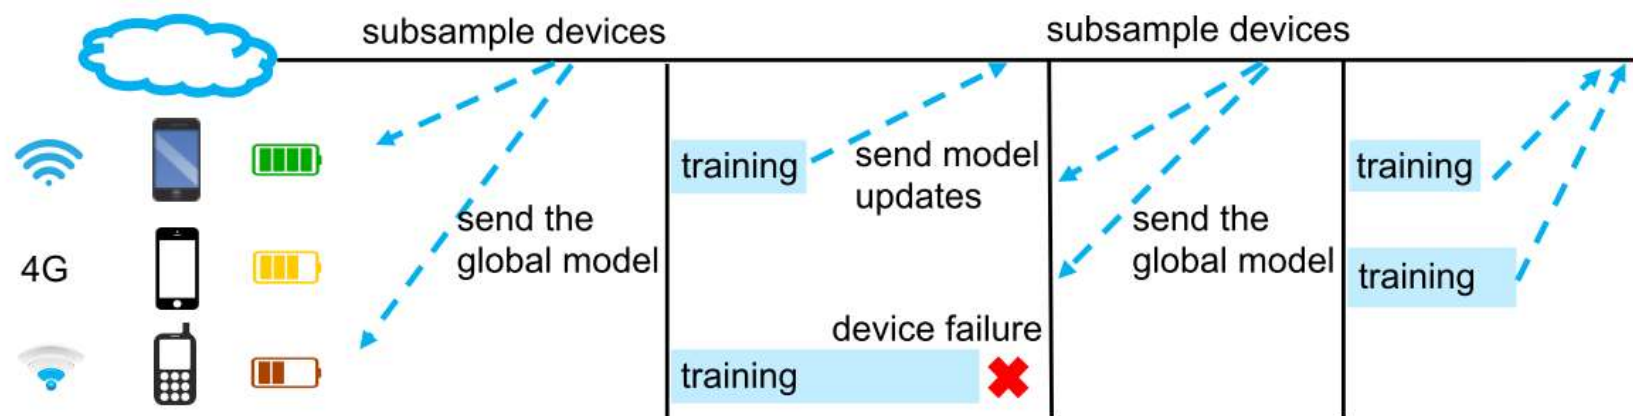 subsample devices
subsample devices
training
send model
updates
training
send the
global model
send the
global model
4G
training
device failure
training